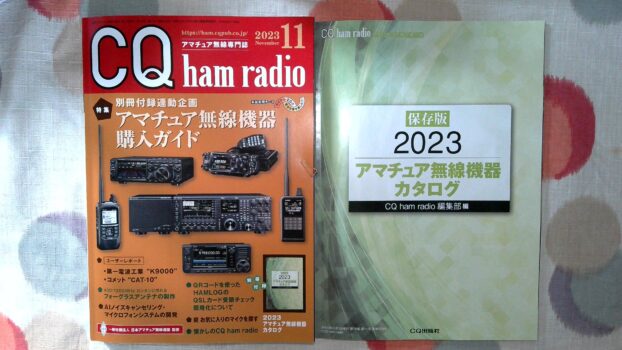 https://ham.cqpub.co.jp/
アマチュア無線専門誌
2023
November
11
CQ
ham radio
特集
別冊付録連動企画
アマチュア無線機器
購入ガイド
ユーザーレポート
・第一電波工業 "K9000"
・コメット "CAT-10"
フォーグラスアンテナの製作
AIノイズキャンセリング・
マイクロフォンシステムの開発
QRコードを使った
HAMLOGの
QSLカード受領チェック
簡易化について
続 お気に入りのマイクを探す
懐かしのCQ ham radio
2023
アマチュア無線機器
カタログ
CQ ham radio
保存版
2023
アマチュア無線機器
カタログ
CQ ham radio 編集部 編
CQ出版社